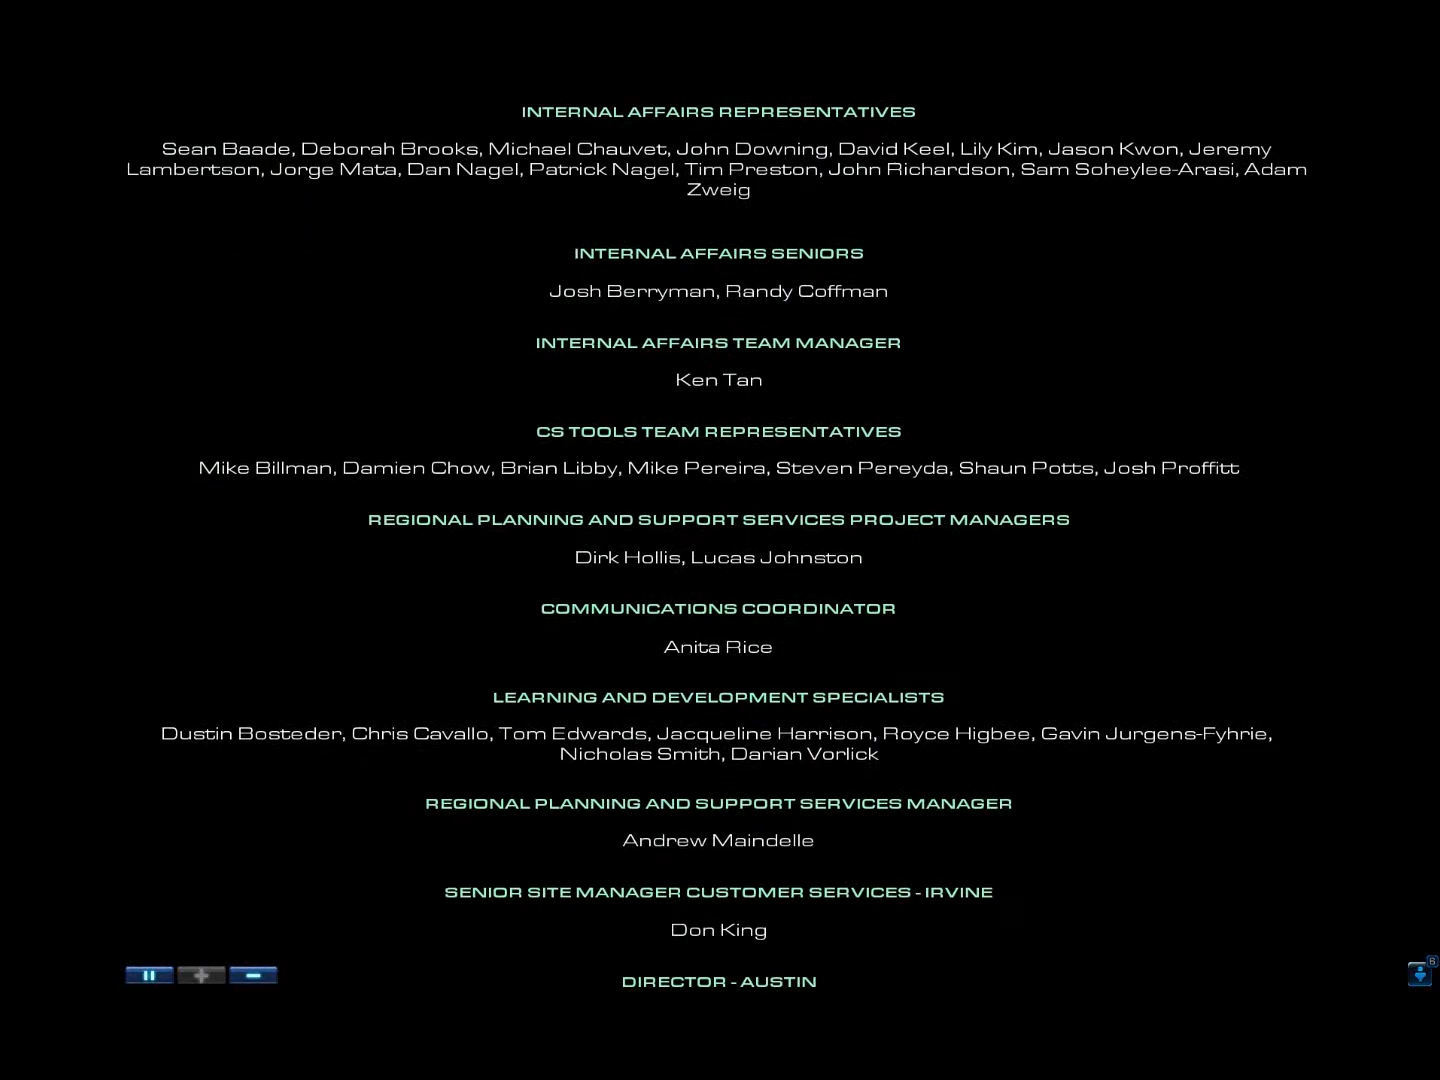 INTERNAL AFFAIRS REPRESENTATIVES
Sean Baade, Deborah Brooks, Michael Chauvet, John Downing, David Keel, Lily Kim, Jason Kwon, Jeremy
Lambertson, Jorge Mata, Dan Nagel, Patrick Nagel, Tim Preston, John Richardson, Sam Soheylee-Arasi, Adam
Zweig
INTERNAL AFFAIRS SENIORS
Josh Berryman, Randy Coffman
INTERNAL AFFAIRS TEAM MANAGER
Ken Tan
CS TOOLS TEAM REPRESENTATIVES
Mike Billman, Damien Chow, Brian Libby, Mike Pereira, Steven Pereyda, Shaun Potts, Josh Proffitt
REGIONAL PLANNING AND SUPPORT SERVICES PROJECT MANAGERS
Dirk Hollis, Lucas Johnston
COMMUNICATIONS COORDINATOR
Anita Rice
LEARNING AND DEVELOPMENT SPECIALISTS
Dustin Bosteder, Chris Cavallo, Tom Edwards, Jacqueline Harrison, Royce Higbee, Gavin Jurgens-Fyhrie,
Nicholas Smith, Darian Vorlick
REGIONAL PLANNING AND SUPPORT SERVICES MANAGER
Andrew Maindelle
SENIOR SITE MANAGER CUSTOMER SERVICES - IRVINE
Don King
DIRECTOR - AUSTIN
6